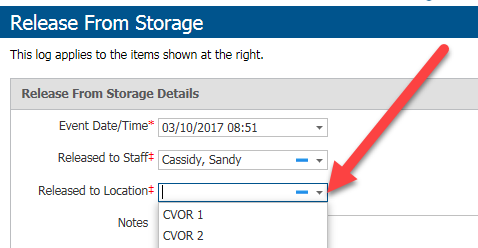 Release From Storage
This log applies to the items shown at the right.
Release From Storage Details
Event Date/Time* 03/10/2017 08:51
Released to Staff‡ Cassidy, Sandy
Released to Location‡
CVOR 1
Notes
CVOR 2